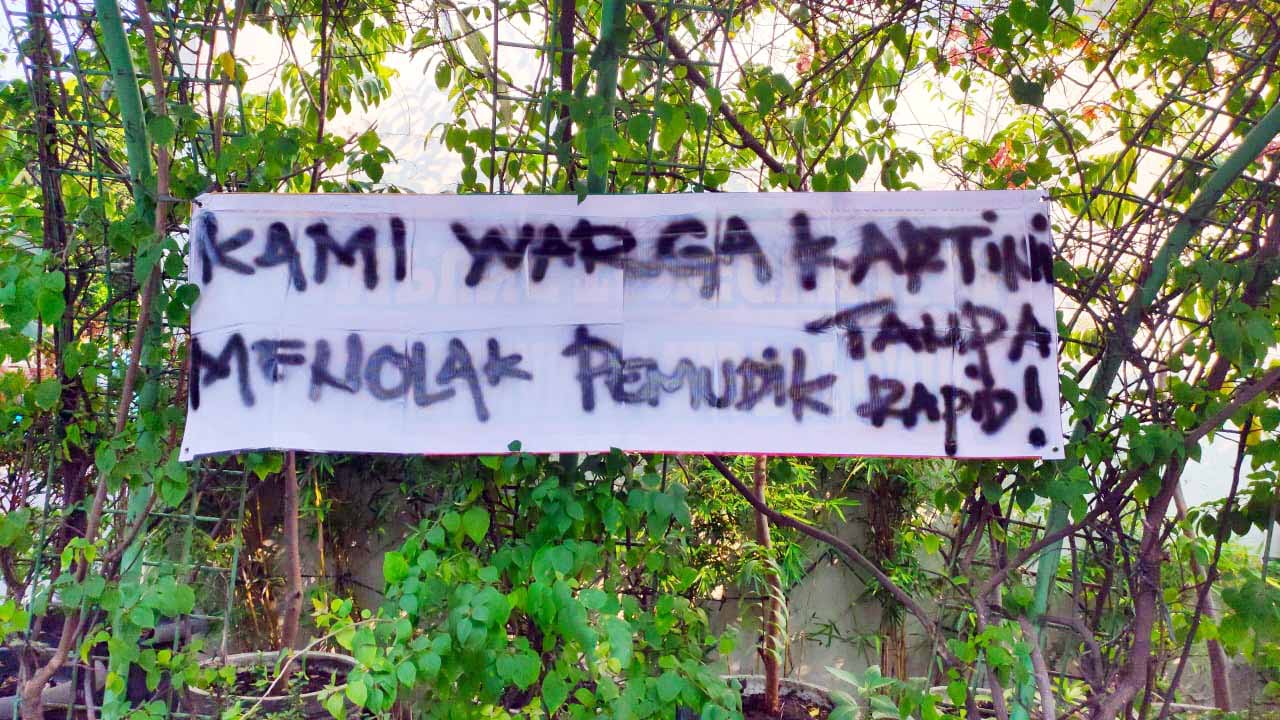 KAMI WARGA KARTiNi
MENOLAK PEMUDiK TANPA
RAPiD!